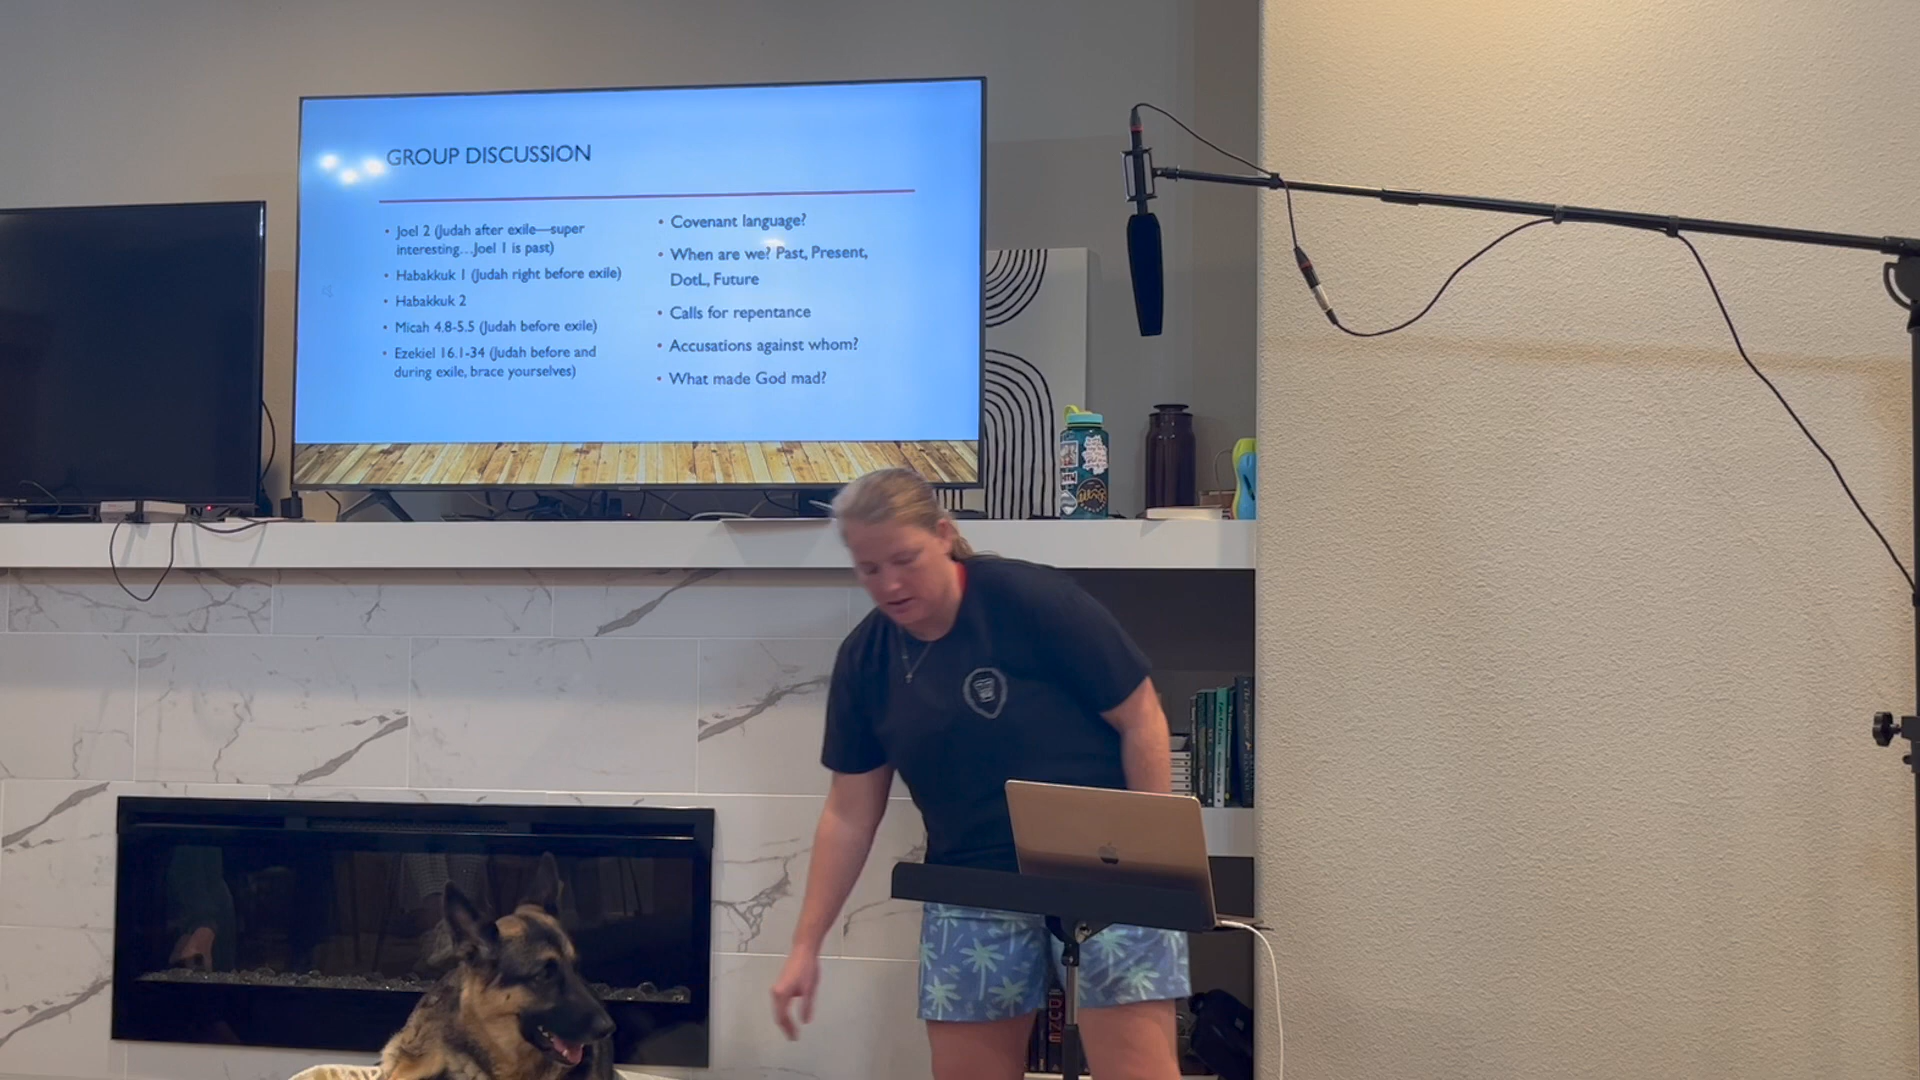 GROUP DISCUSSION
• Joel 2 (Judah after exile—super
interesting…Joel 1 is past)
• Habakkuk 1 (Judah right before exile)
• Habakkuk 2
• Micah 4.8-5.5 (Judah before exile)
• Ezekiel 16.1-34 (Judah before and
during exile, brace yourselves)
• Covenant language?
• When are we? Past, Present,
DotL, Future
• Calls for repentance
• Accusations against whom?
• What made God mad?
DUNE